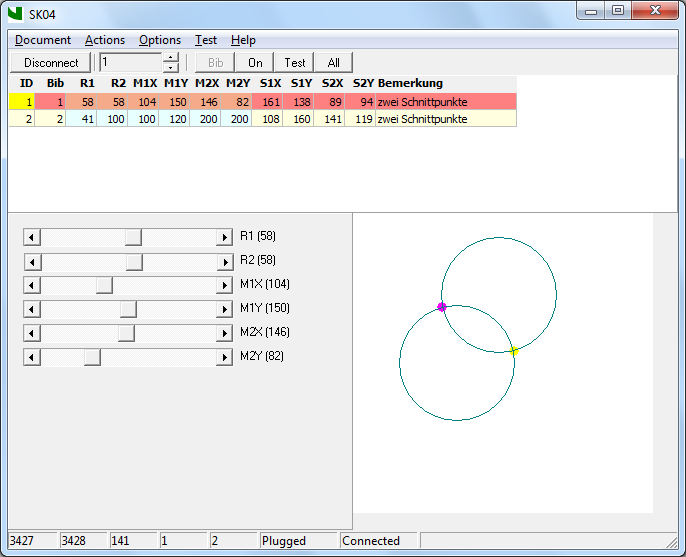 SK04
Document Actions Options Test Help
Disconnect 1 Bib On Test All
ID Bib R1 R2 M1X M1Y M2X M2Y S1X S1Y S2X S2Y Bemerkung
1 1 58 58 104 150 146 82 161 138 89 94 zwei Schnittpunkte
2 2 41 100 100 120 200 200 108 160 141 119 zwei Schnittpunkte
R1 (58)
R2 (58)
M1X (104)
M1Y (150)
M2X (146)
M2Y (82)
3427 3428 141 1 2 Plugged Connected